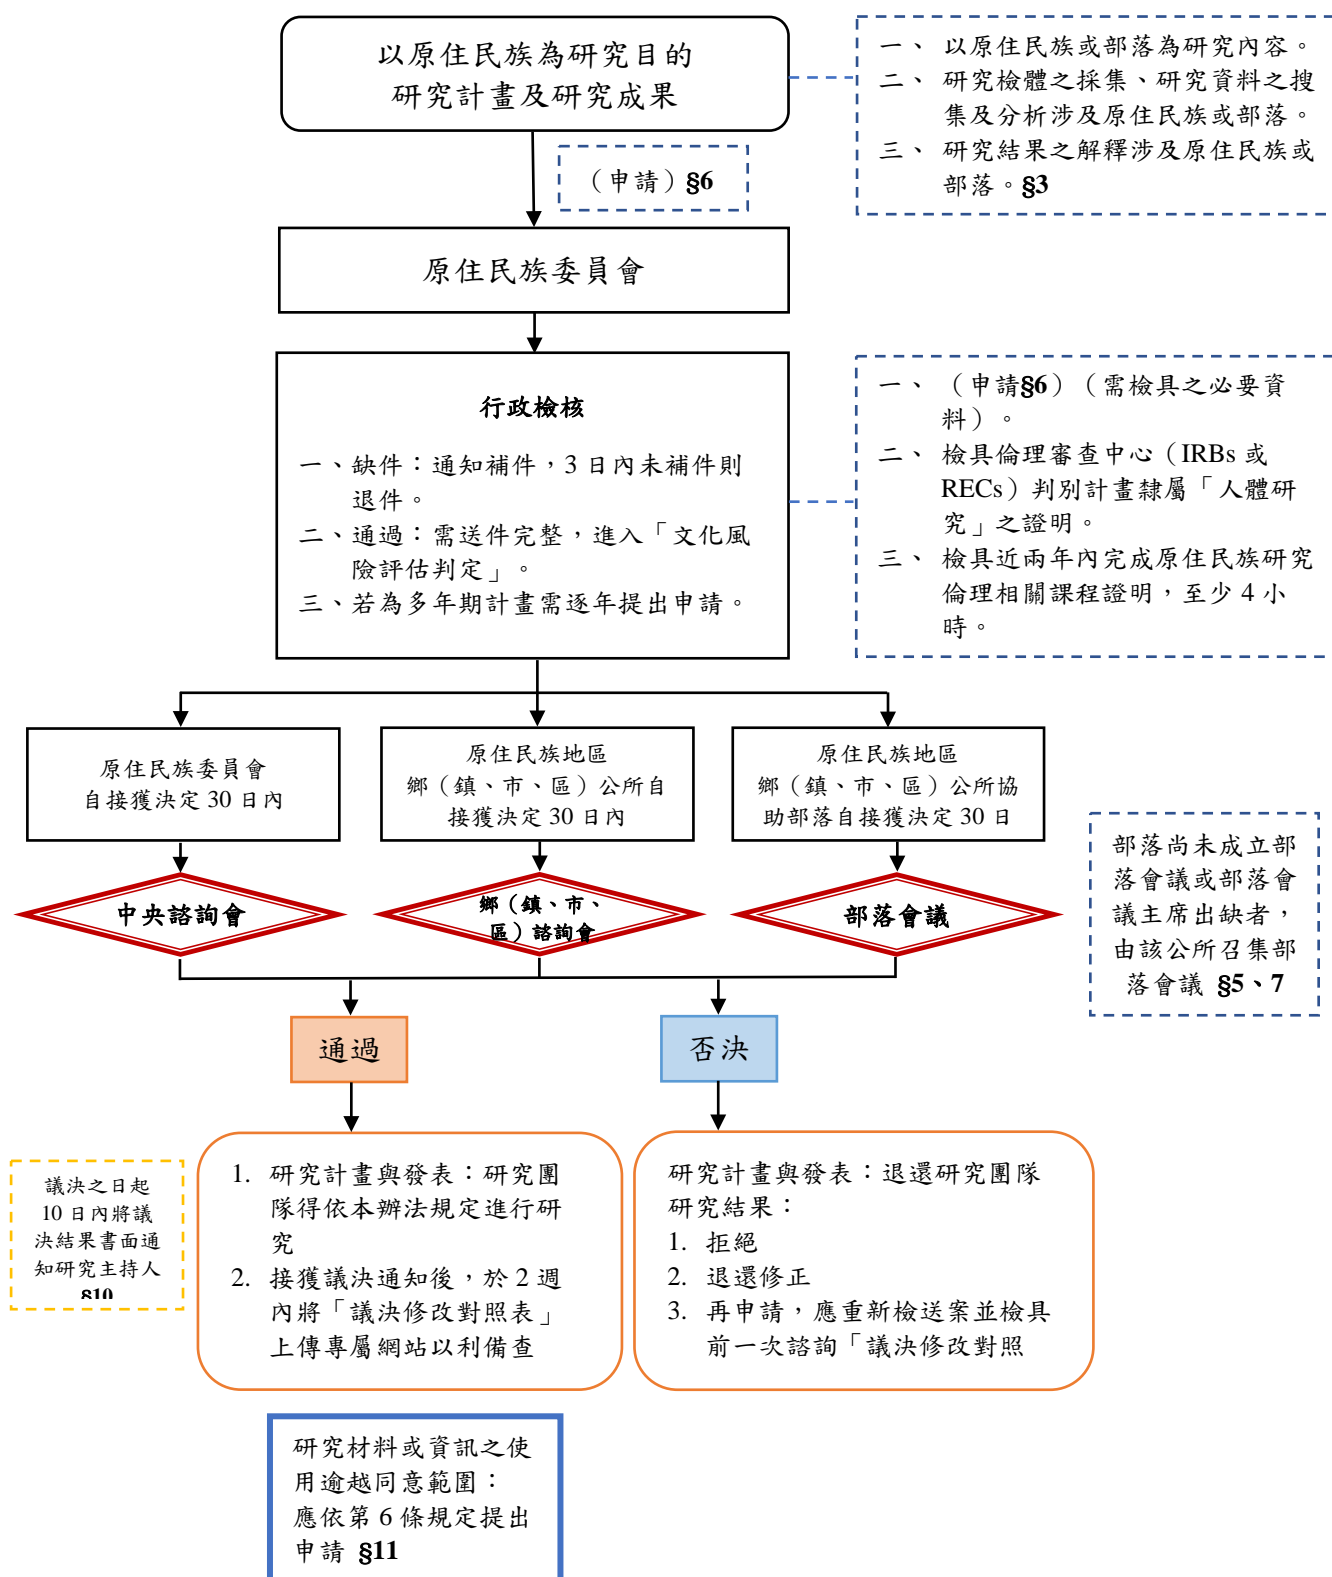 以原住民族為研究目的
研究計畫及研究成果
一、 以原住民族或部落為研究內容。
二、 研究檢體之採集、研究資料之搜
集及分析涉及原住民族或部落。
三、 研究結果之解釋涉及原住民族或
部落。§3
（申請）§6
原住民族委員會
行政檢核
一、缺件：通知補件，3 日內未補件則
退件。
二、通過：需送件完整，進入「文化風
險評估判定」。
三、若為多年期計畫需逐年提出申請。
一、 （申請§6）（需檢具之必要資
料）。
二、 檢具倫理審查中心（IRBs 或
RECs）判別計畫隸屬「人體研
究」之證明。
三、 檢具近兩年內完成原住民族研究
倫理相關課程證明，至少 4 小
時。
原住民族委員會
自接獲決定 30 日內
原住民族地區
鄉（鎮、市、區）公所自
接獲決定 30 日內
原住民族地區
鄉（鎮、市、區）公所協
助部落自接獲決定 30 日
中央諮詢會
鄉（鎮、市、
區）諮詢會
部落會議
部落尚未成立部
落會議或部落會
議主席出缺者，
由該公所召集部
落會議 §5、7
通過
否決
議決之日起
10 日內將議
決結果書面通
知研究主持人
§10
1. 研究計畫與發表：研究團
隊得依本辦法規定進行研
究
2. 接獲議決通知後，於 2 週
內將「議決修改對照表」
上傳專屬網站以利備查
研究計畫與發表：退還研究團隊
研究結果：
1. 拒絕
2. 退還修正
3. 再申請，應重新檢送案並檢具
前一次諮詢「議決修改對照
研究材料或資訊之使
用逾越同意範圍：
應依第 6 條規定提出
申請 §11